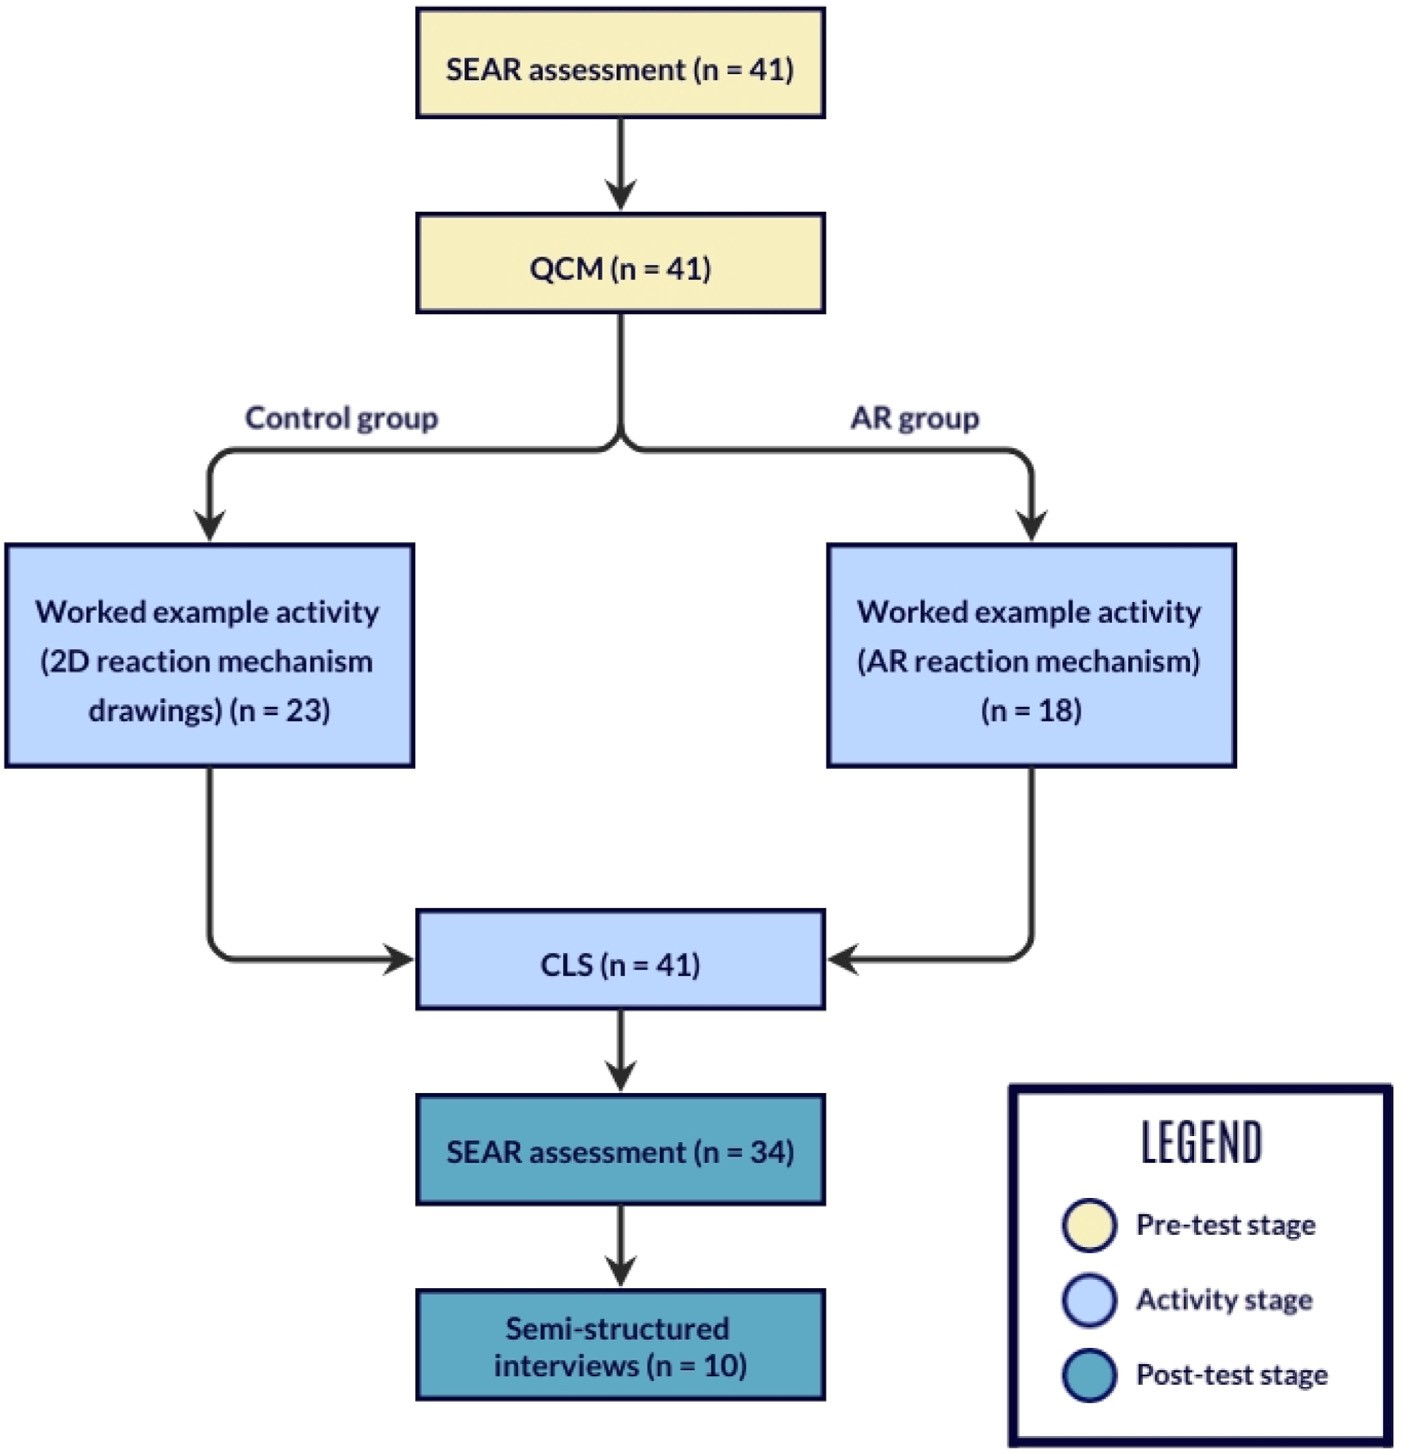 SEAR assessment (n = 41)
QCM (n = 41)
Control group
AR group
Worked example activity
(2D reaction mechanism
drawings) (n = 23)
Worked example activity
(AR reaction mechanism)
(n = 18)
CLS (n = 41)
SEAR assessment (n = 34)
Semi-structured
interviews (n = 10)
LEGEND
Pre-test stage
Activity stage
Post-test stage